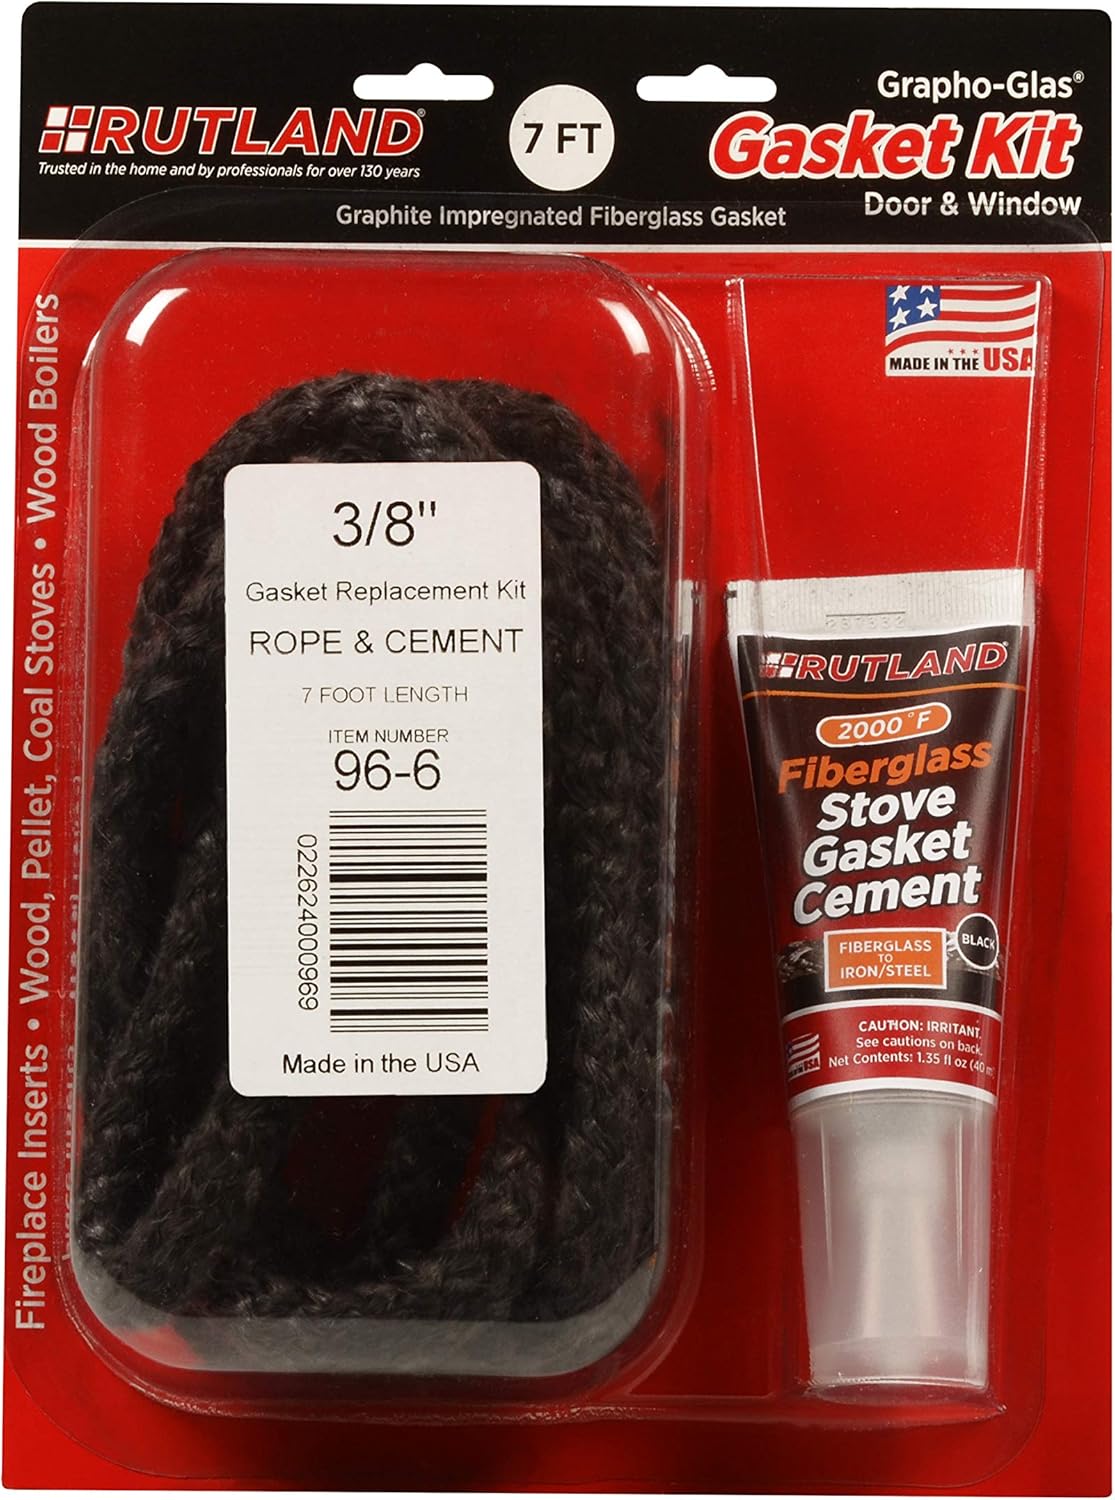 RUTLAND®
Trusted in the home and by professionals for over 130 years
7 FT
Grapho-Glas®
Gasket Kit
Door & Window
Graphite Impregnated Fiberglass Gasket
MADE IN THE USA
Fireplace Inserts • Wood, Pellet, Coal Stoves • Wood Boilers
3/8"
Gasket Replacement Kit
ROPE & CEMENT
7 FOOT LENGTH
ITEM NUMBER
96-6
022624000969
Made in the USA
RUTLAND®
2000°F
Fiberglass
Stove
Gasket
Cement
FIBERGLASS
TO
IRON/STEEL
BLACK
CAUTION: IRRITANT.
See cautions on back.
Net Contents: 1.35 fl oz (40 m